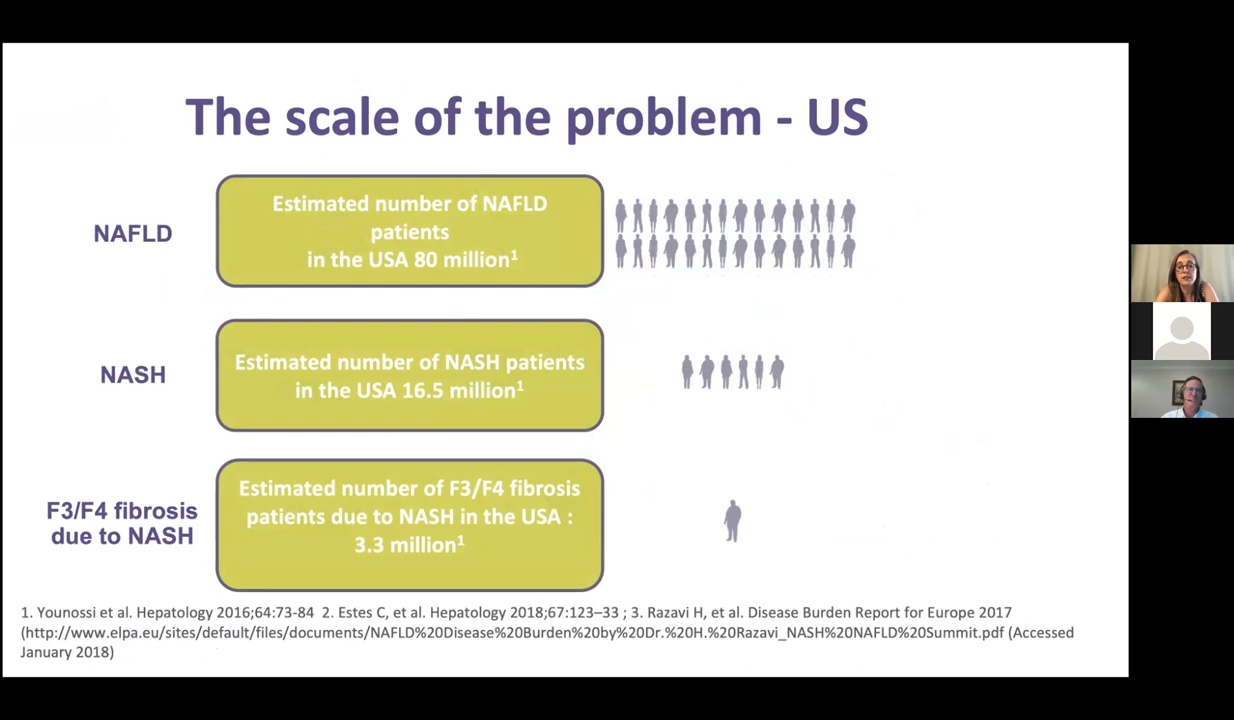 The scale of the problem - US
NAFLD
Estimated number of NAFLD
patients
in the USA 80 million¹
NASH
Estimated number of NASH patients
in the USA 16.5 million¹
F3/F4 fibrosis
due to NASH
Estimated number of F3/F4 fibrosis
patients due to NASH in the USA :
3.3 million¹
1. Younossi et al. Hepatology 2016;64:73-84 2. Estes C, et al. Hepatology 2018;67:123–33 ; 3. Razavi H, et al. Disease Burden Report for Europe 2017
(http://www.elpa.eu/sites/default/files/documents/NAFLD%20Disease%20Burden%20by%20Dr.%20H.%20Razavi_NASH%20NAFLD%20Summit.pdf (Accessed
January 2018)